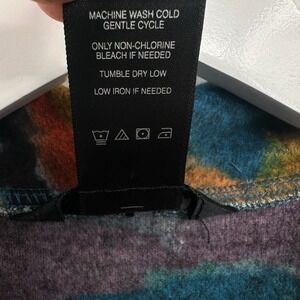 MACHINE WASH COLD
GENTLE CYCLE
ONLY NON-CHLORINE
BLEACH IF NEEDED
TUMBLE DRY LOW
LOW IRON IF NEEDED